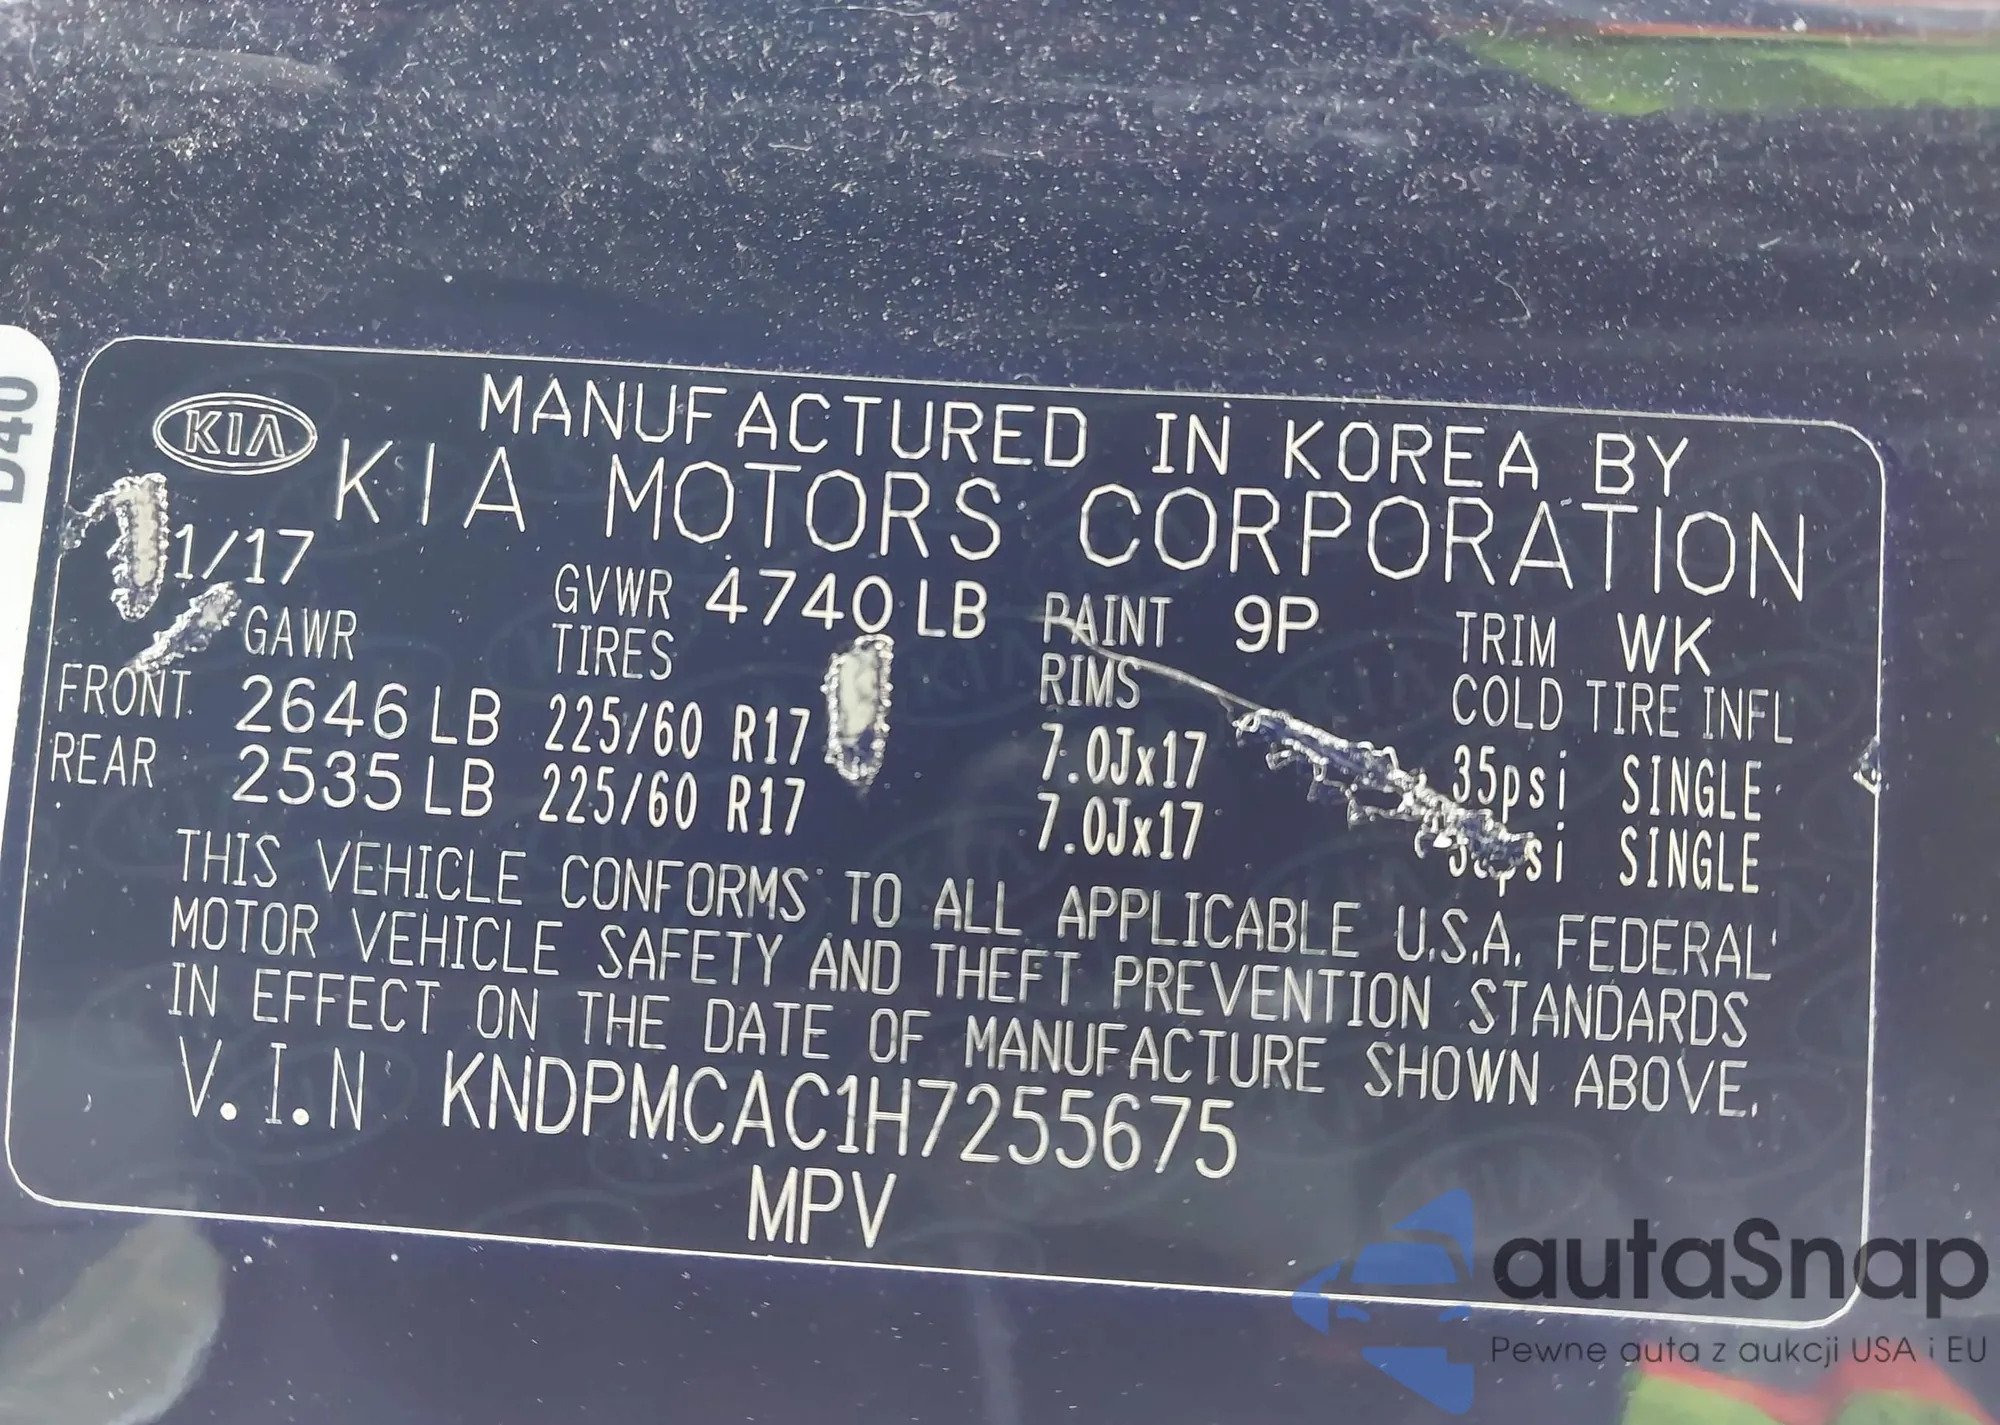 D40
KIA
MANUFACTURED IN KOREA BY
KIA MOTORS CORPORATION
1/17 GVWR 4740 LB PAINT 9P TRIM WK
GAWR TIRES RIMS COLD TIRE INFL
FRONT 2646 LB 225/60 R17 7.0Jx17 35psi SINGLE
REAR 2535 LB 225/60 R17 7.0Jx17 SINGLE
THIS VEHICLE CONFORMS TO ALL APPLICABLE U.S.A. FEDERAL
MOTOR VEHICLE SAFETY AND THEFT PREVENTION STANDARDS
IN EFFECT ON THE DATE OF MANUFACTURE SHOWN ABOVE.
V.I.N KNDPMCAC1H7255675
MPV
autaSnap
Pewne auta z aukcji USA i EU